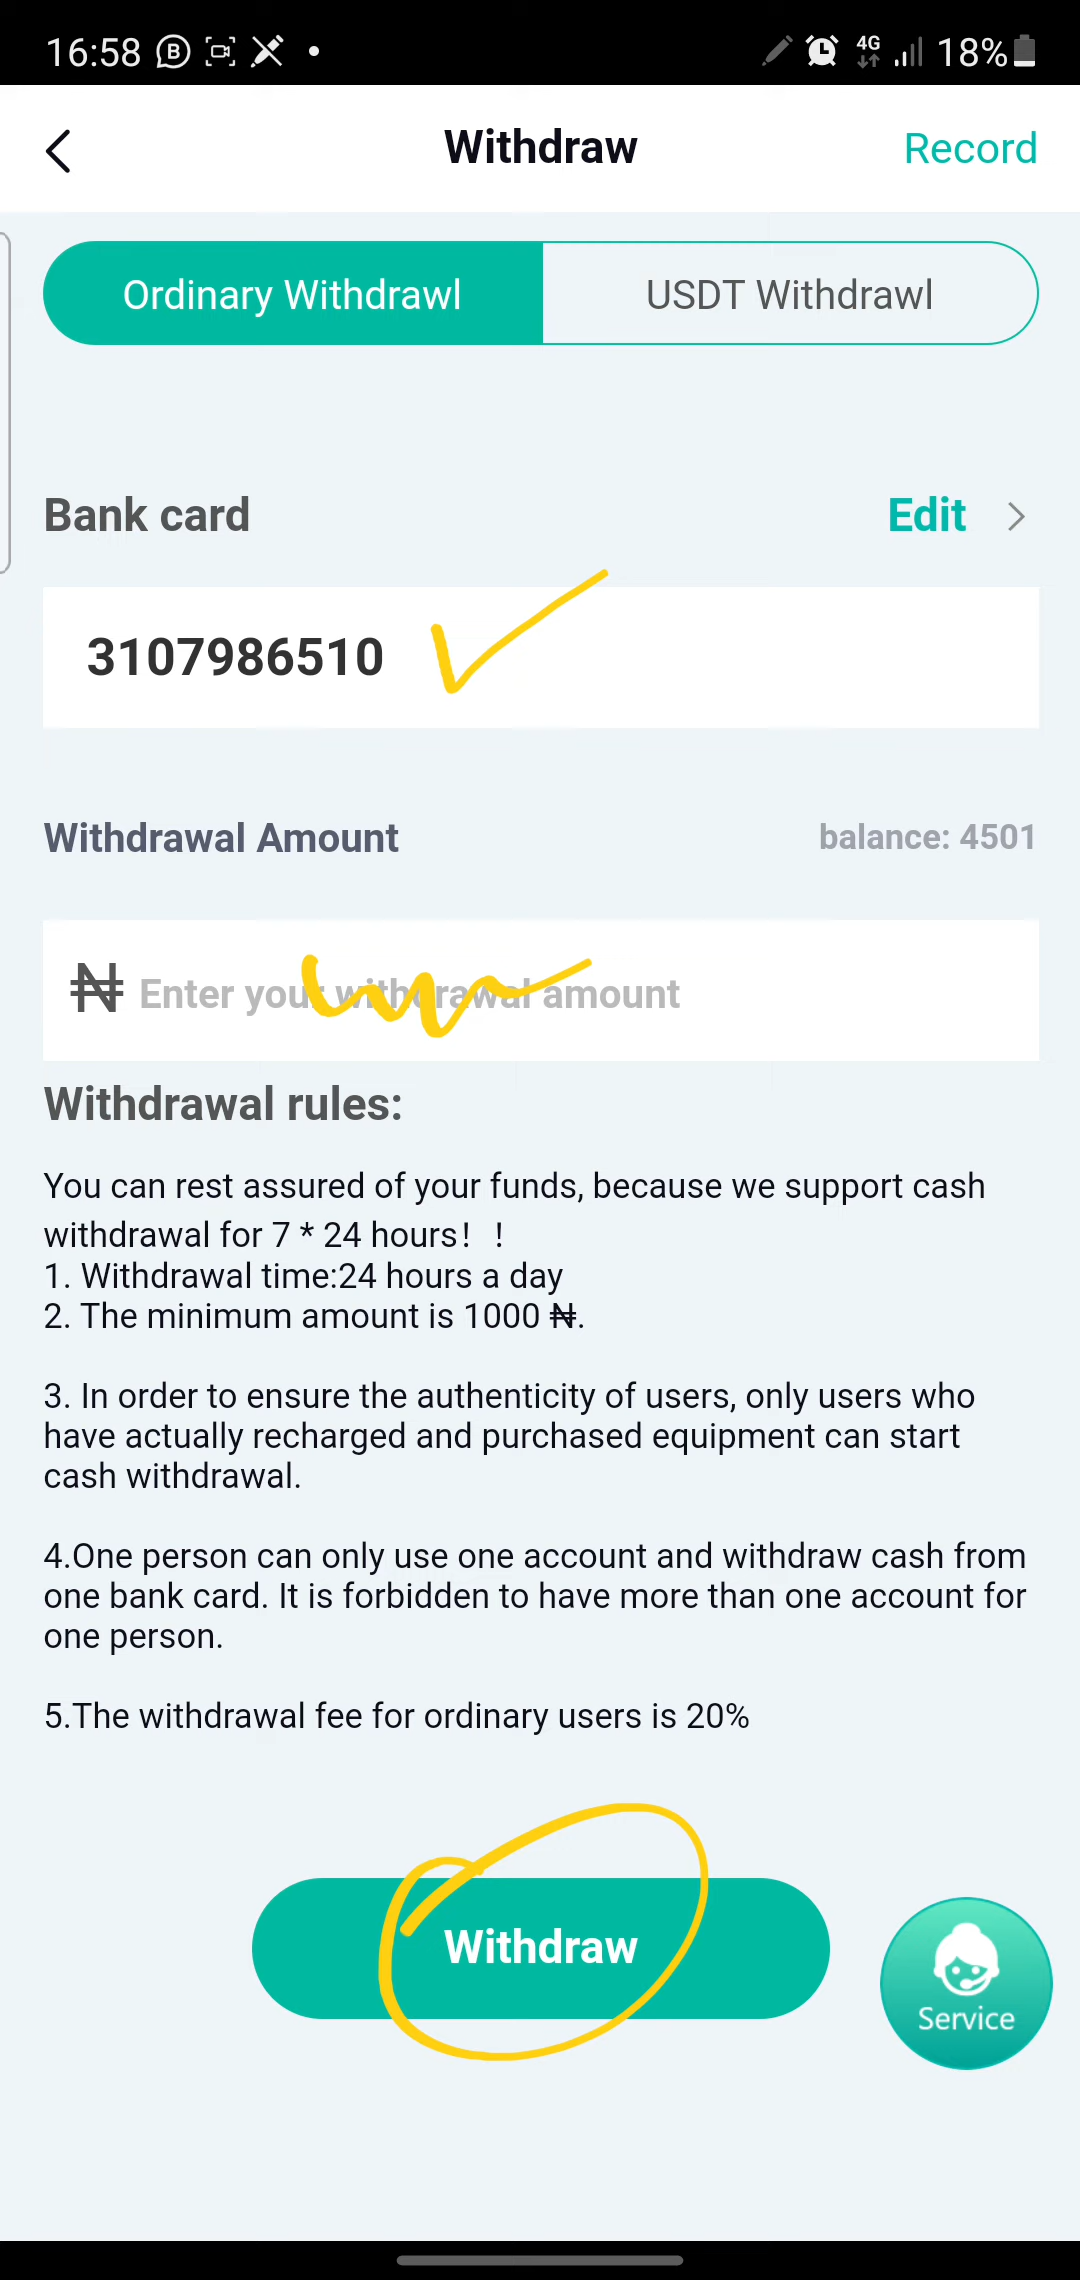 16:58 4G 18%
Withdraw Record
Ordinary Withdrawl USDT Withdrawl
Bank card Edit
3107986510
Withdrawal Amount balance: 4501
₦ Enter your withdrawal amount
Withdrawal rules:
You can rest assured of your funds, because we support cash
withdrawal for 7 * 24 hours！！
1. Withdrawal time:24 hours a day
2. The minimum amount is 1000 ₦.
3. In order to ensure the authenticity of users, only users who
have actually recharged and purchased equipment can start
cash withdrawal.
4.One person can only use one account and withdraw cash from
one bank card. It is forbidden to have more than one account for
one person.
5.The withdrawal fee for ordinary users is 20%
Withdraw
Service